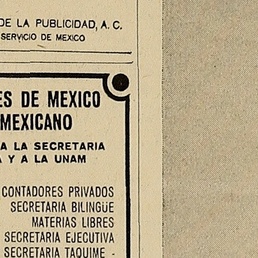 DE LA PUBLICIDAD, A. C.
SERVICIO DE MEXICO
ES DE MEXICO
MEXICANO
A LA SECRETARIA
Y A LA UNAM
CONTADORES PRIVADOS
SECRETARIA BILINGÜE
MATERIAS LIBRES
SECRETARIA EJECUTIVA
SECRETARIA TAQUIME -